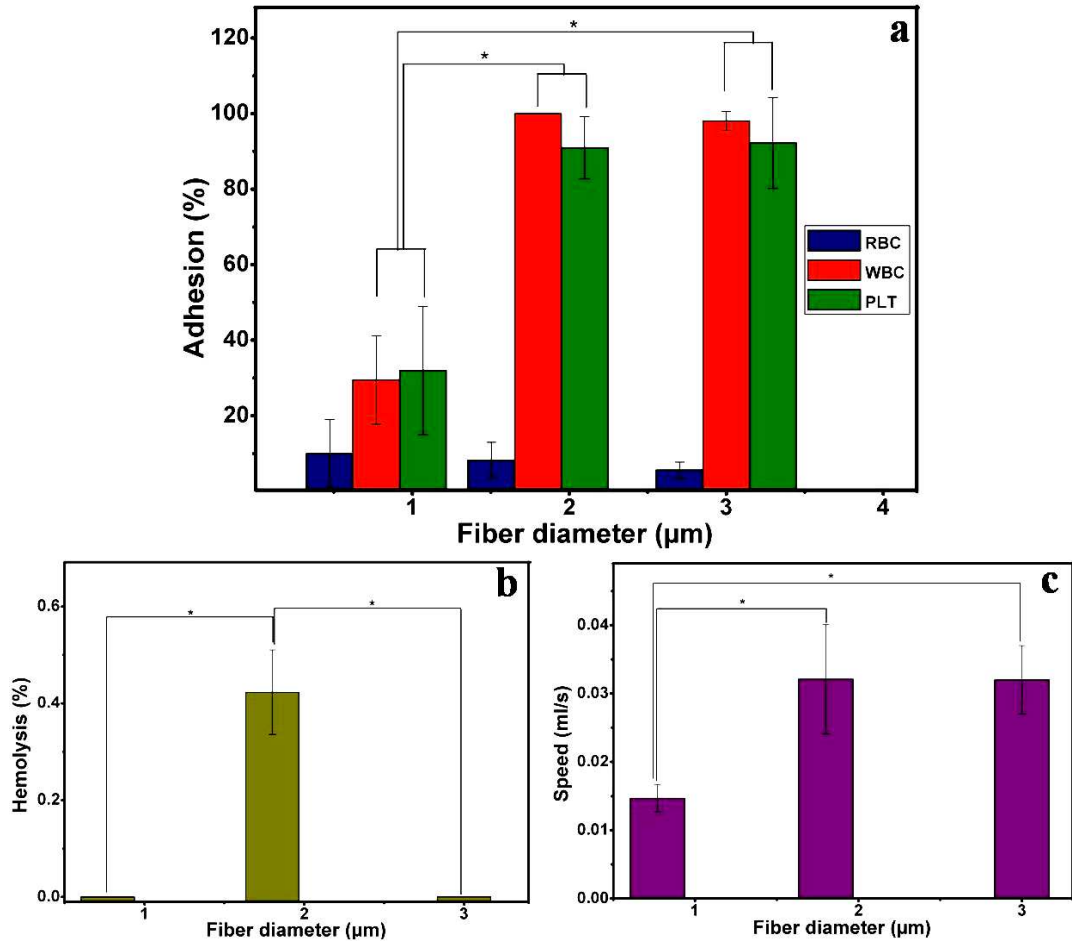 a
*
*
120
100
80
60
40
20
Adhesion (%)
RBC
WBC
PLT
1 2 3 4
Fiber diameter (µm)
b
*
*
0.6
0.4
0.2
0.0
Hemolysis (%)
1 2 3
Fiber diameter (µm)
c
*
*
0.04
0.03
0.02
0.01
0.00
Speed (ml/s)
1 2 3
Fiber diameter (µm)